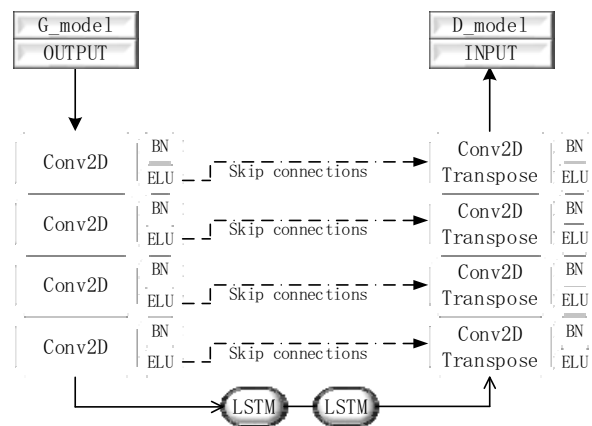 G_model
OUTPUT
D_model
INPUT
Conv2D
BN
ELU
Skip connections
Conv2D
Transpose
BN
ELU
Conv2D
BN
ELU
Skip connections
Conv2D
Transpose
BN
ELU
Conv2D
BN
ELU
Skip connections
Conv2D
Transpose
BN
ELU
Conv2D
BN
ELU
Skip connections
Conv2D
Transpose
BN
ELU
LSTM
LSTM